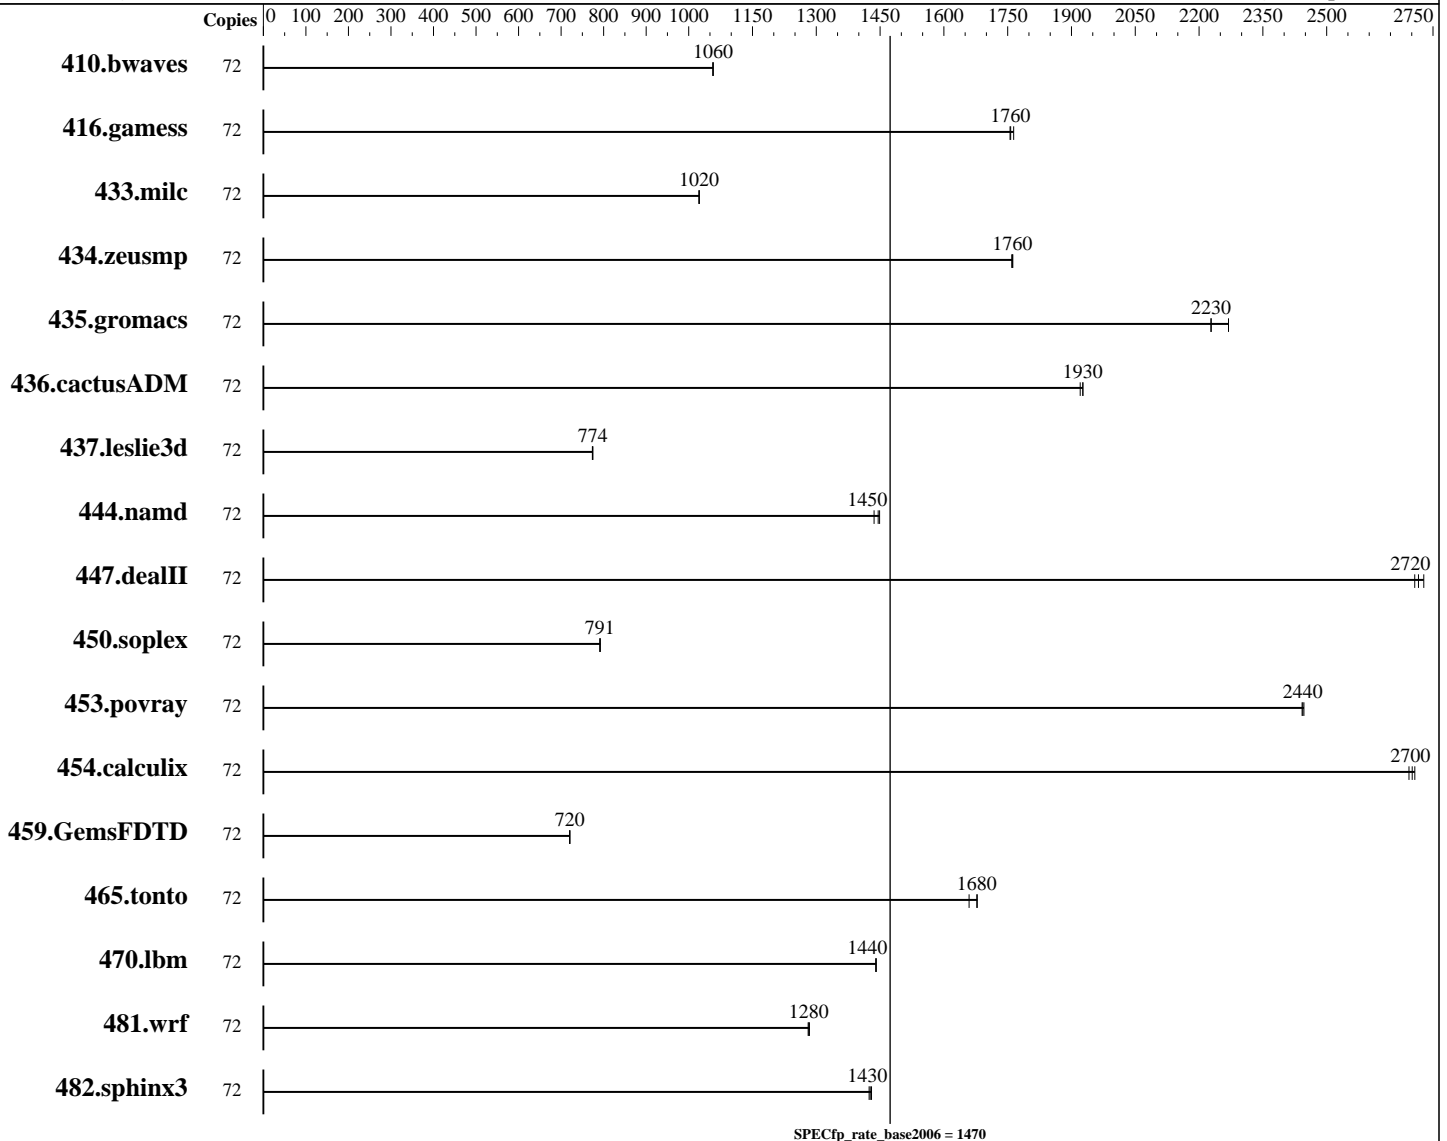 Copies 0 100 200 300 400 500 600 700 800 900 1000 1150 1300 1450 1600 1750 1900 2050 2200 2350 2500 2750
1060
410.bwaves 72
1760
416.gamess 72
1020
433.milc 72
1760
434.zeusmp 72
2230
435.gromacs 72
1930
436.cactusADM 72
774
437.leslie3d 72
1450
444.namd 72
2720
447.dealII 72
791
450.soplex 72
2440
453.povray 72
2700
454.calculix 72
720
459.GemsFDTD 72
1680
465.tonto 72
1440
470.lbm 72
1280
481.wrf 72
1430
482.sphinx3 72
SPECfp_rate_base2006 = 1470